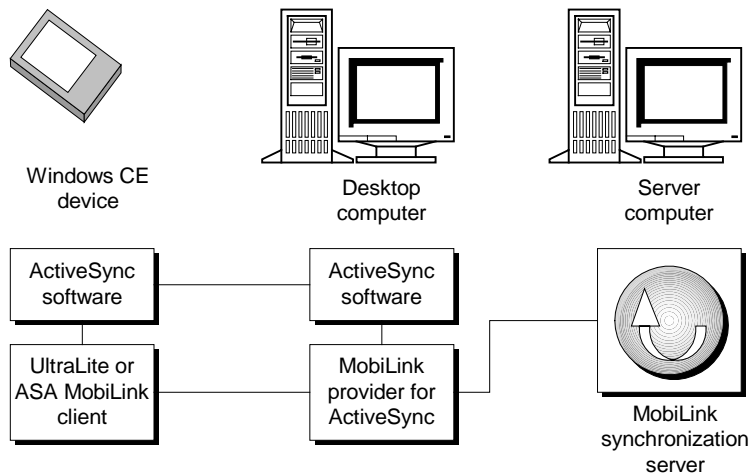 Windows CE
device
Desktop
computer
Server
computer
ActiveSync
software
ActiveSync
software
UltraLite or
ASA MobiLink
client
MobiLink
provider for
ActiveSync
MobiLink
synchronization
server